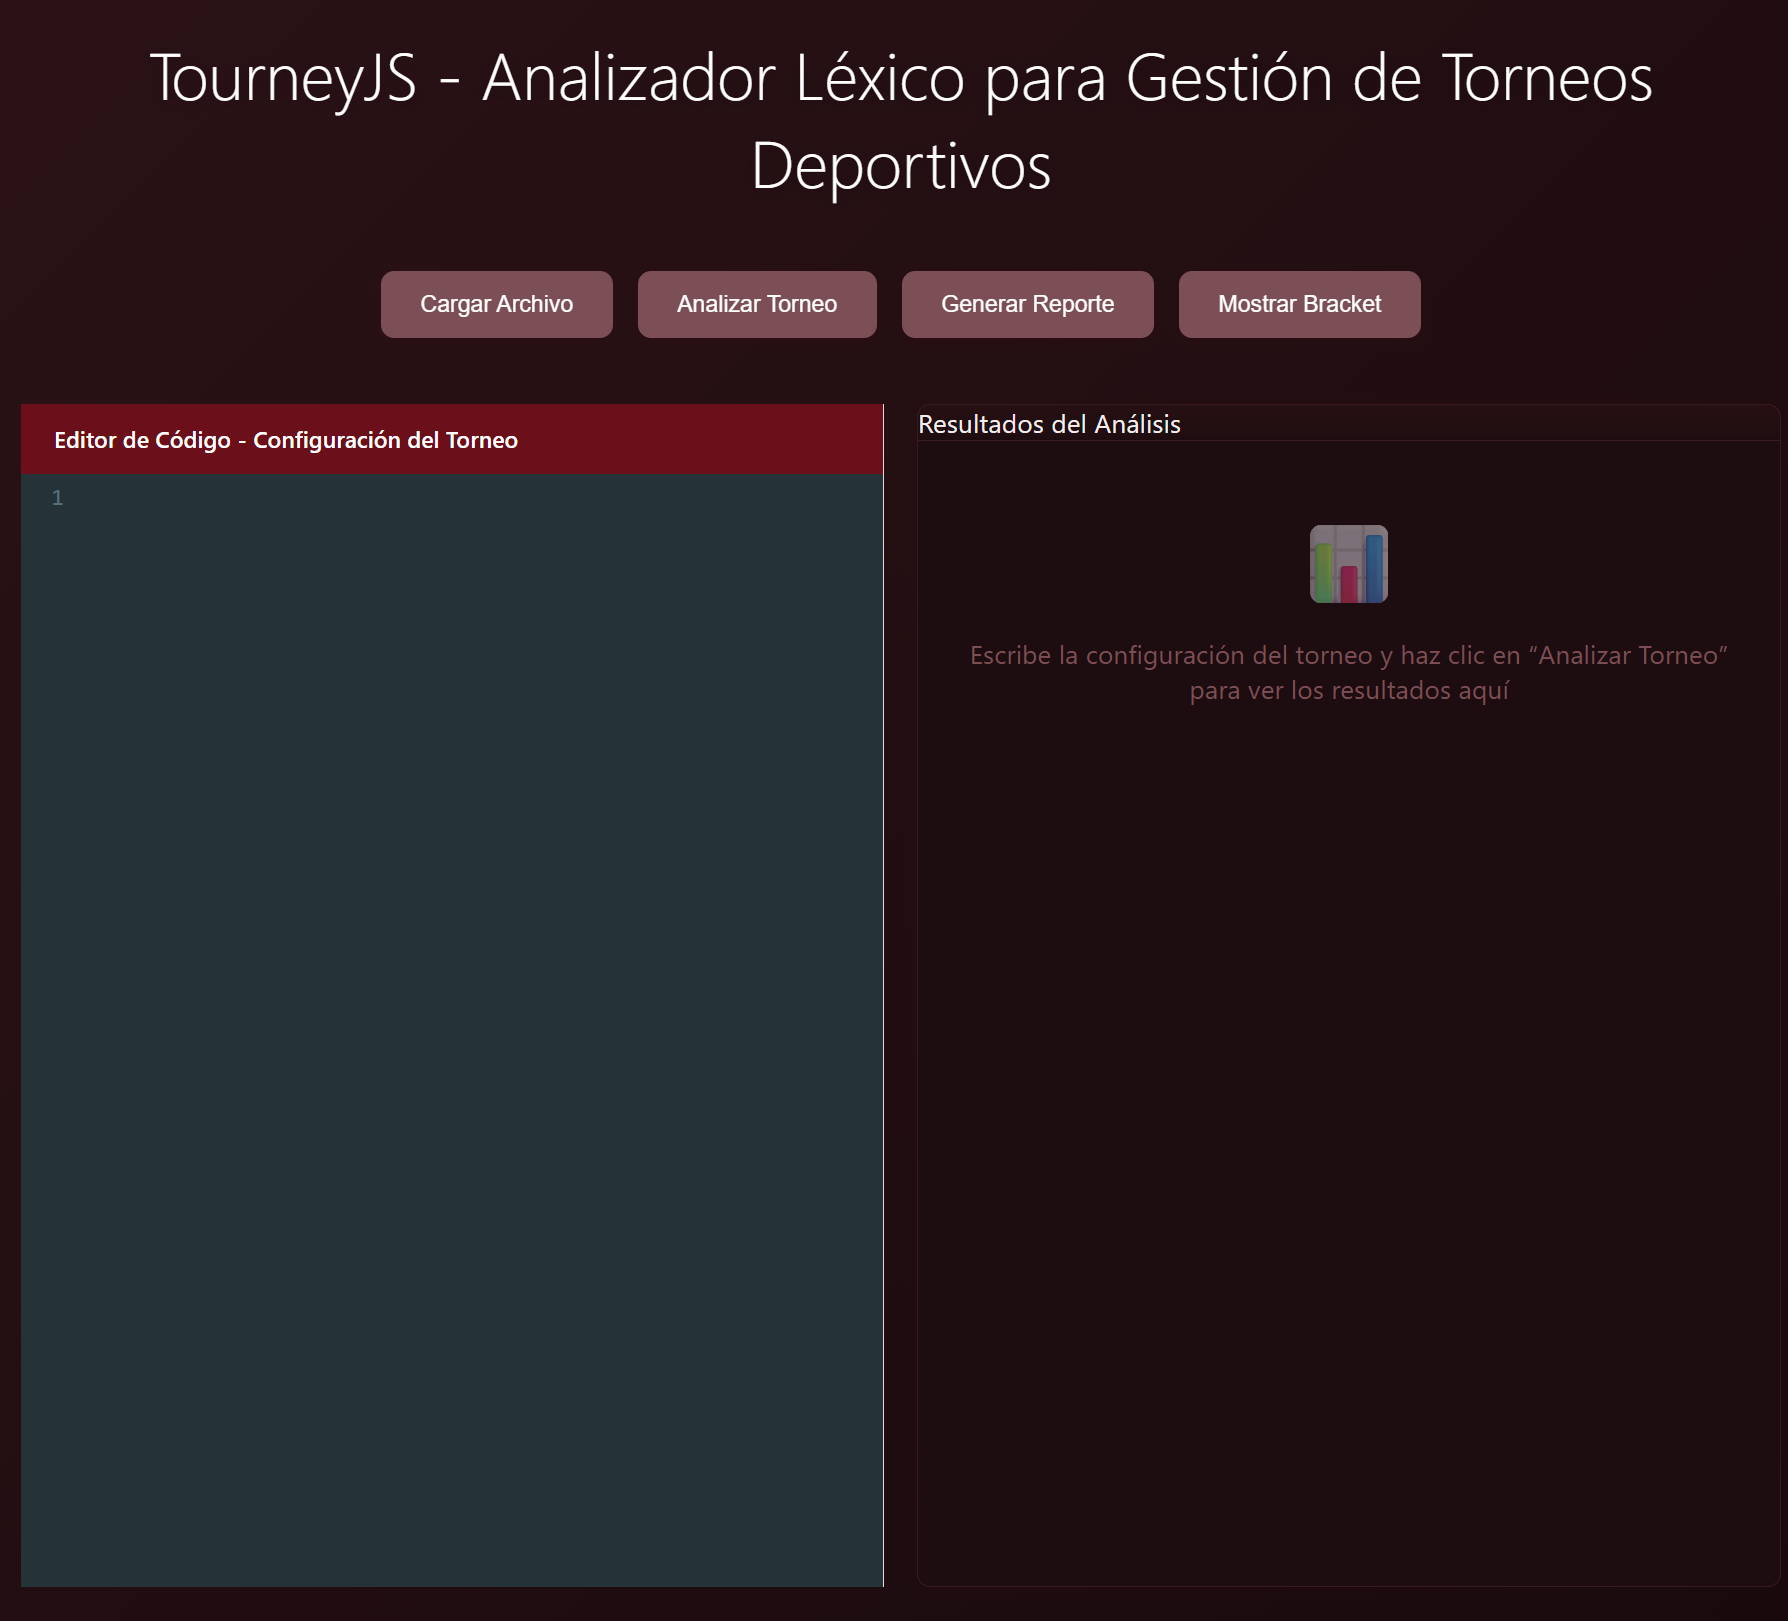 TourneyJS - Analizador Léxico para Gestión de Torneos
Deportivos
Cargar Archivo
Analizar Torneo
Generar Reporte
Mostrar Bracket
Editor de Código - Configuración del Torneo
1
Resultados del Análisis
Escribe la configuración del torneo y haz clic en “Analizar Torneo”
para ver los resultados aquí